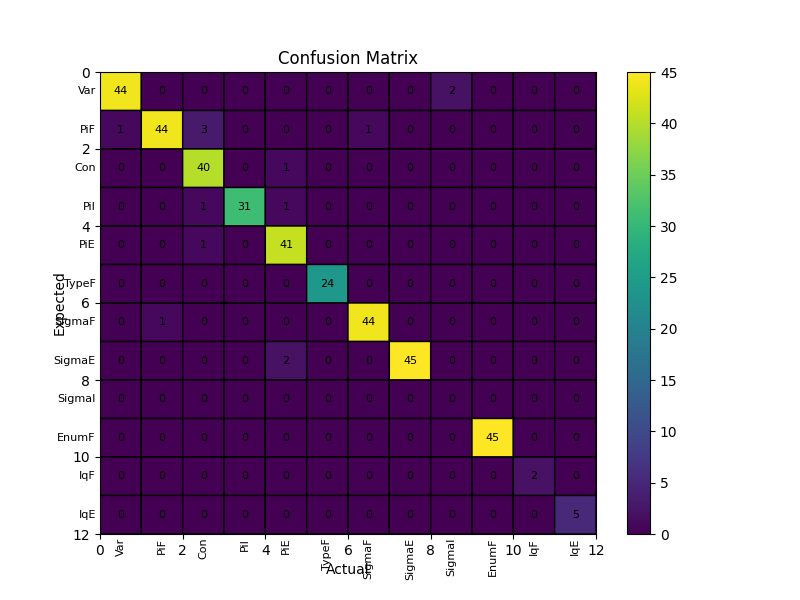 Confusion Matrix
0
Var 44 0 0 0 0 0 0 0 2 0 0 0
PiF 1 44 3 0 0 0 1 0 0 0 0 0
2
Con 0 0 40 0 1 0 0 0 0 0 0 0
PiI 0 0 1 31 1 0 0 0 0 0 0 0
4
PiE 0 0 1 0 41 0 0 0 0 0 0 0
TypeF 0 0 0 0 0 24 0 0 0 0 0 0
6
SigmaF 0 1 0 0 0 0 44 0 0 0 0 0
SigmaE 0 0 0 0 2 0 0 45 0 0 0 0
8
SigmaI 0 0 0 0 0 0 0 0 0 0 0 0
EnumF 0 0 0 0 0 0 0 0 0 45 0 0
10
IqF 0 0 0 0 0 0 0 0 0 0 2 0
IqE 0 0 0 0 0 0 0 0 0 0 0 5
12
Expected
0 2 4 6 8 10 12
Var PiF Con PiI PiE TypeF SigmaF SigmaE SigmaI EnumF IqF IqE
Actual
45
40
35
30
25
20
15
10
5
0